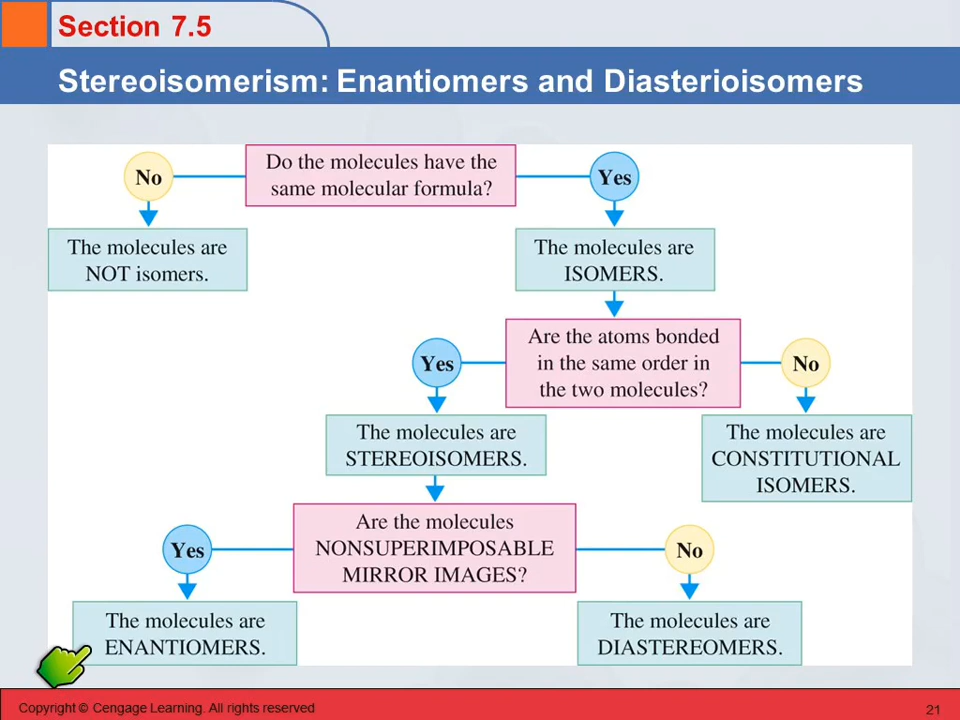 Section 7.5
Stereoisomerism: Enantiomers and Diasterioisomers
No
Do the molecules have the
same molecular formula?
Yes
The molecules are
NOT isomers.
The molecules are
ISOMERS.
Yes
Are the atoms bonded
in the same order in
the two molecules?
No
The molecules are
STEREOISOMERS.
The molecules are
CONSTITUTIONAL
ISOMERS.
Yes
Are the molecules
NONSUPERIMPOSABLE
MIRROR IMAGES?
No
The molecules are
ENANTIOMERS.
The molecules are
DIASTEREOMERS.
Copyright © Cengage Learning. All rights reserved
21